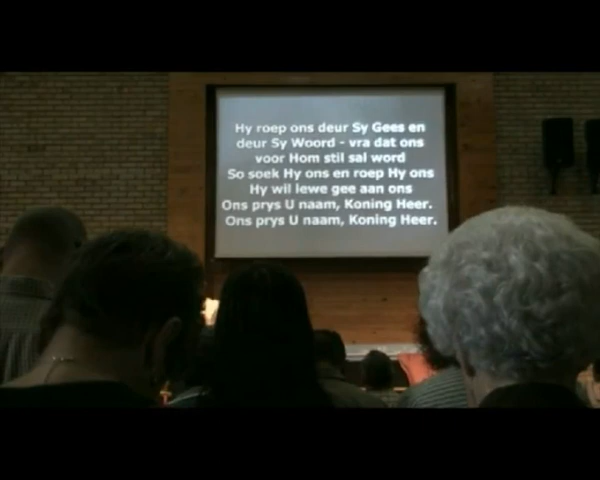 Hy roep ons deur Sy Gees en
deur Sy Woord - vra dat ons
voor Hom stil sal word
So soek Hy ons en roep Hy ons
Hy wil lewe gee aan ons
Ons prys U naam, Koning Heer.
Ons prys U naam, Koning Heer.